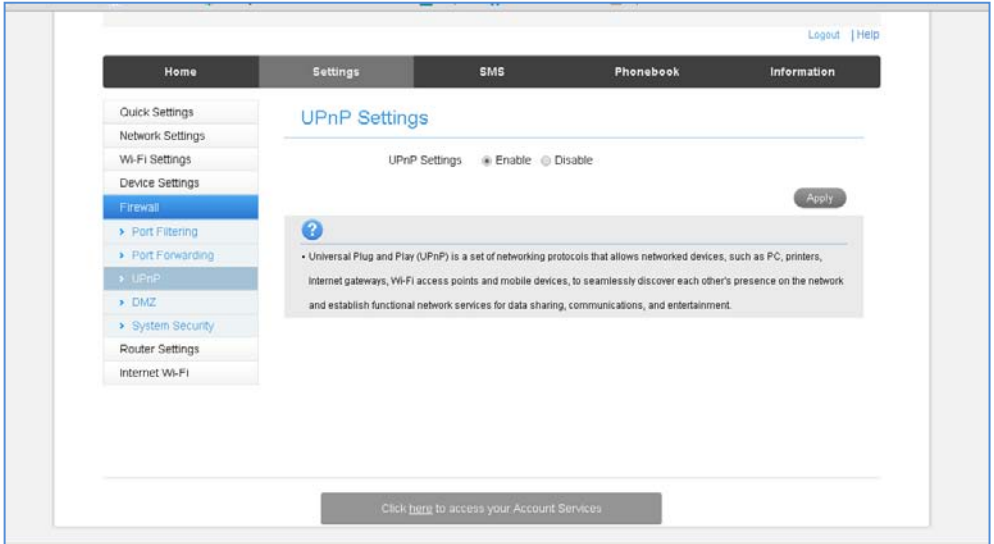 Logout | Help
Home Settings SMS Phonebook Information
Quick Settings
Network Settings
Wi-Fi Settings
Device Settings
Firewall
Port Filtering
Port Forwarding
UPnP
DMZ
System Security
Router Settings
Internet Wi-Fi
UPnP Settings
UPnP Settings Enable Disable
Apply
?
• Universal Plug and Play (UPnP) is a set of networking protocols that allows networked devices, such as PC, printers,
Internet gateways, Wi-Fi access points and mobile devices, to seamlessly discover each other's presence on the network
and establish functional network services for data sharing, communications, and entertainment.
Click here to access your Account Services